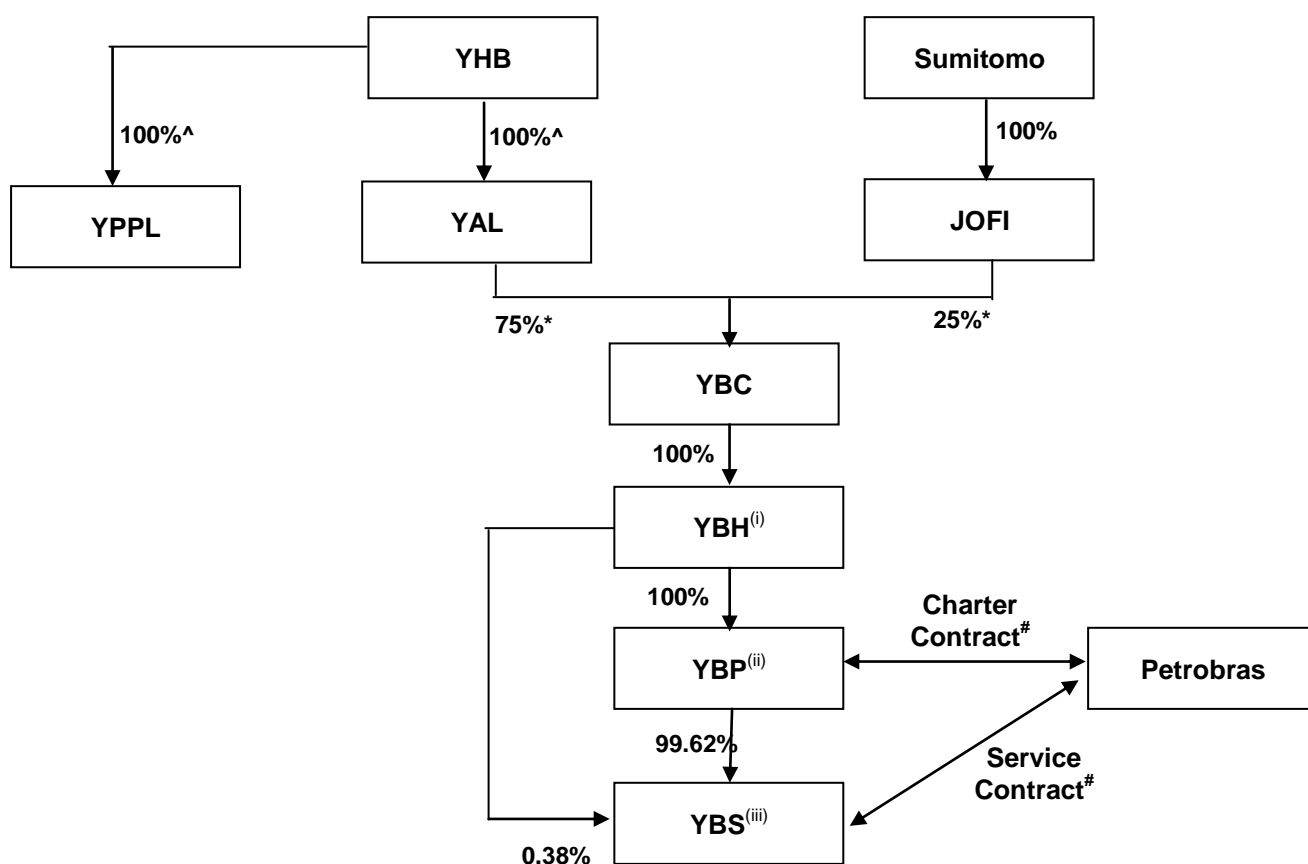 YHB
Sumitomo
100%^
100%^
100%
YPPL
YAL
JOFI
75%*
25%*
YBC
100%
YBH(i)
100%
Charter
Contract#
YBP(ii)
Petrobras
99.62%
Service
Contract#
YBS(iii)
0.38%